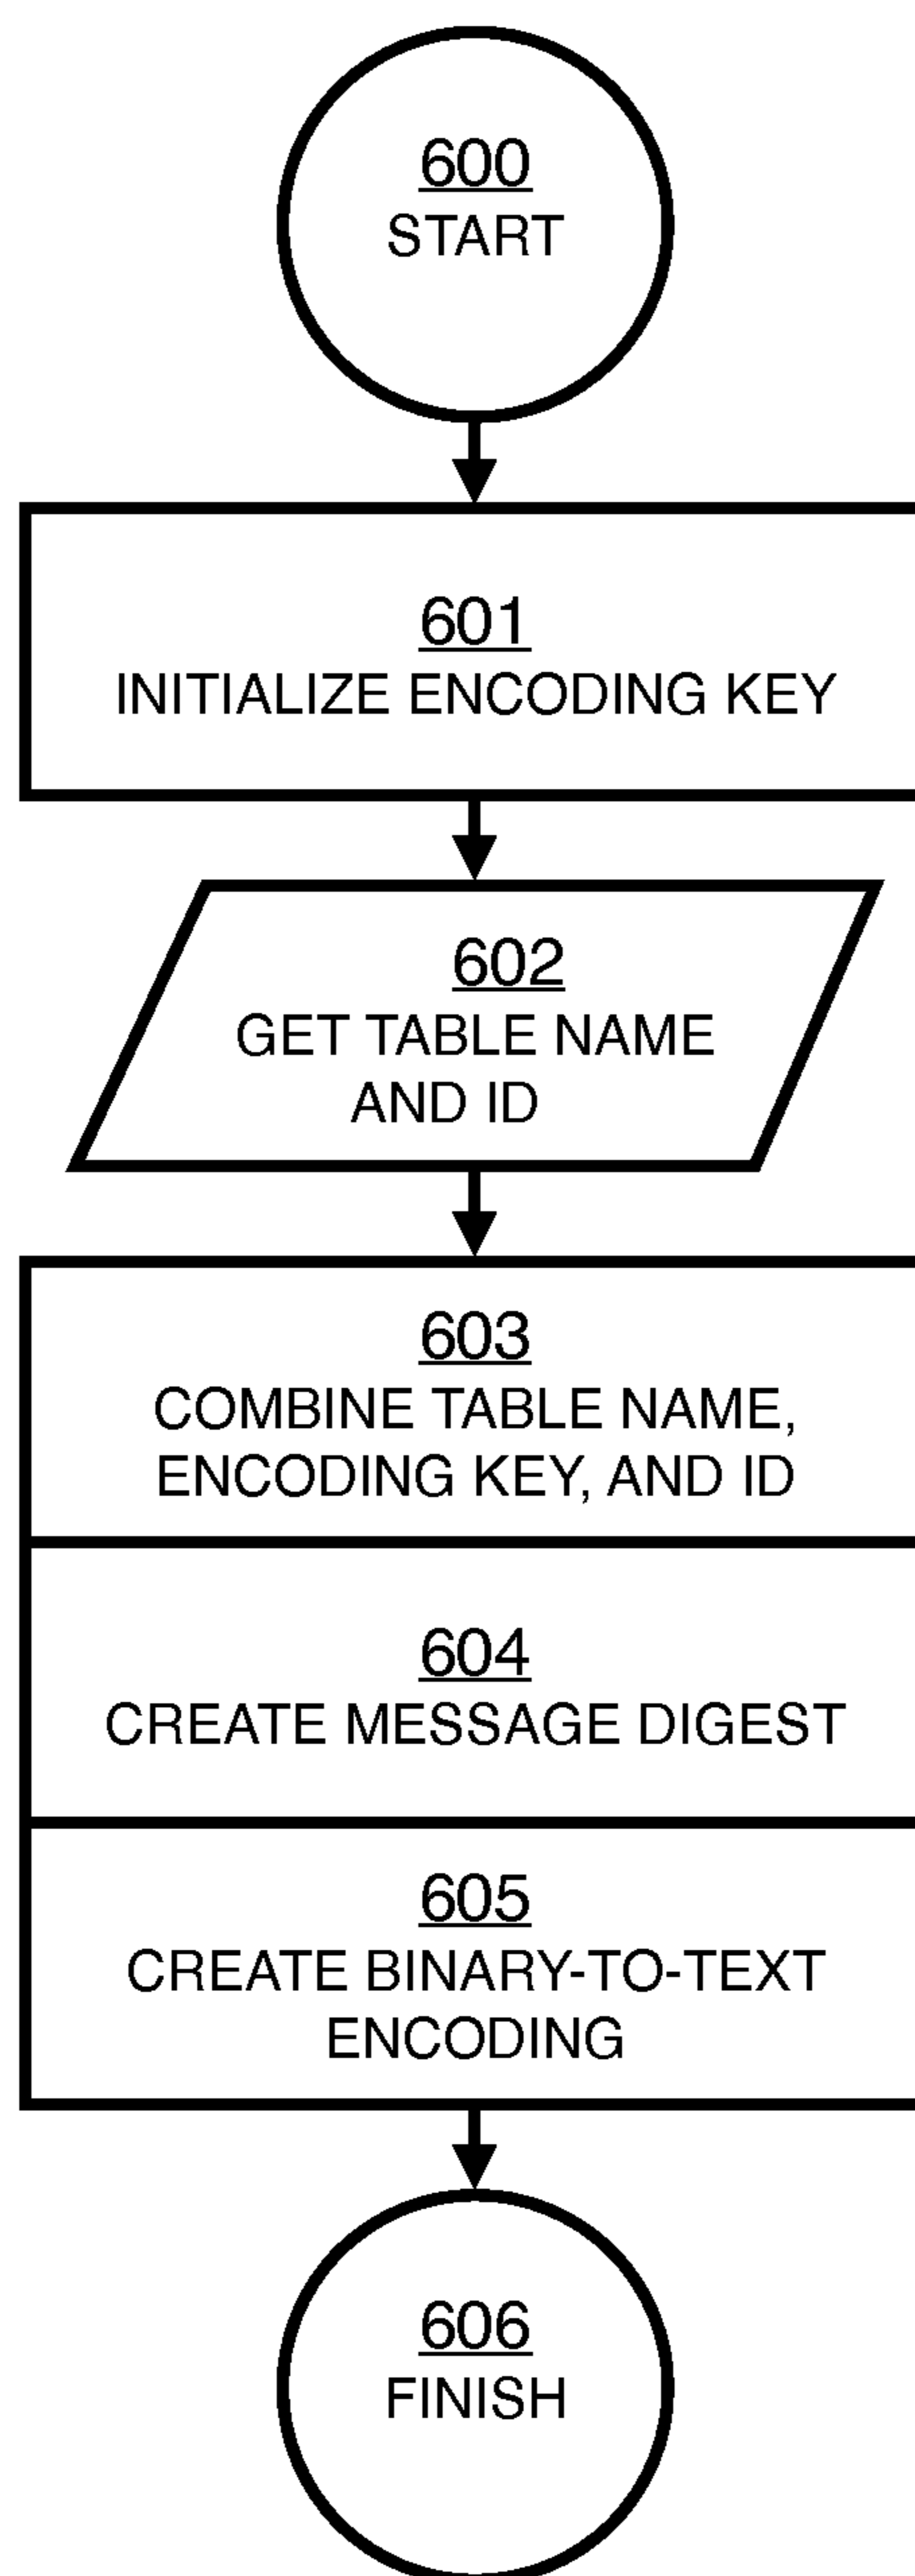 600
START
601
INITIALIZE ENCODING KEY
602
GET TABLE NAME
AND ID
603
COMBINE TABLE NAME,
ENCODING KEY, AND ID
604
CREATE MESSAGE DIGEST
605
CREATE BINARY-TO-TEXT
ENCODING
606
FINISH